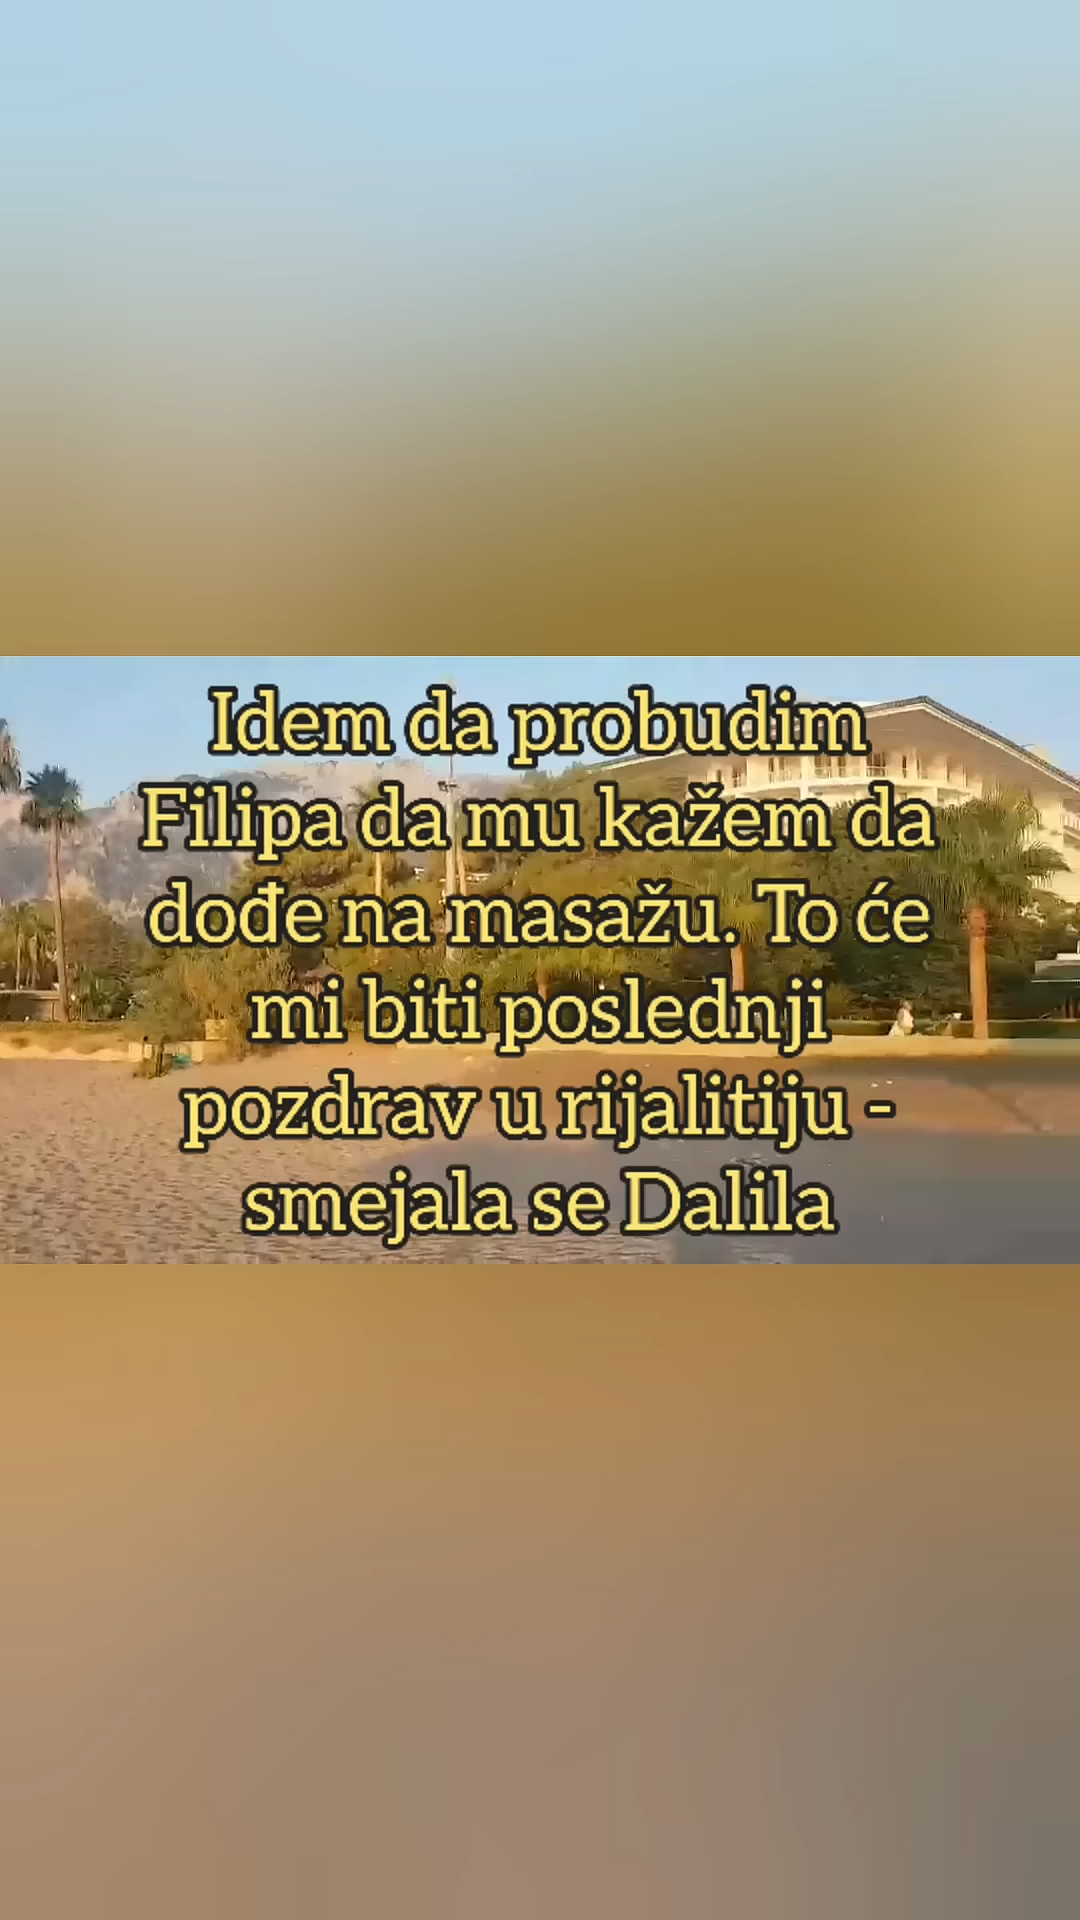 Idem da probudim
Filipa da mu kažem da
dođe na masažu. To će
mi biti poslednji
pozdrav u rijalitiju -
smejala se Dalila